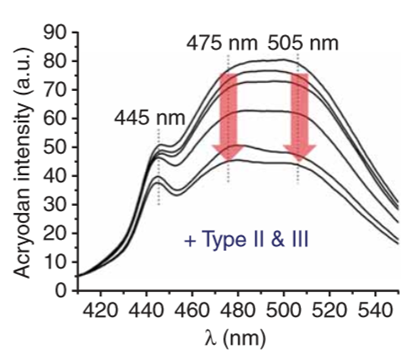 90
80
70
60
50
40
30
20
10
0
Acryodan intensity (a.u.)
475 nm 505 nm
445 nm
+ Type II & III
420 440 460 480 500 520 540
λ (nm)